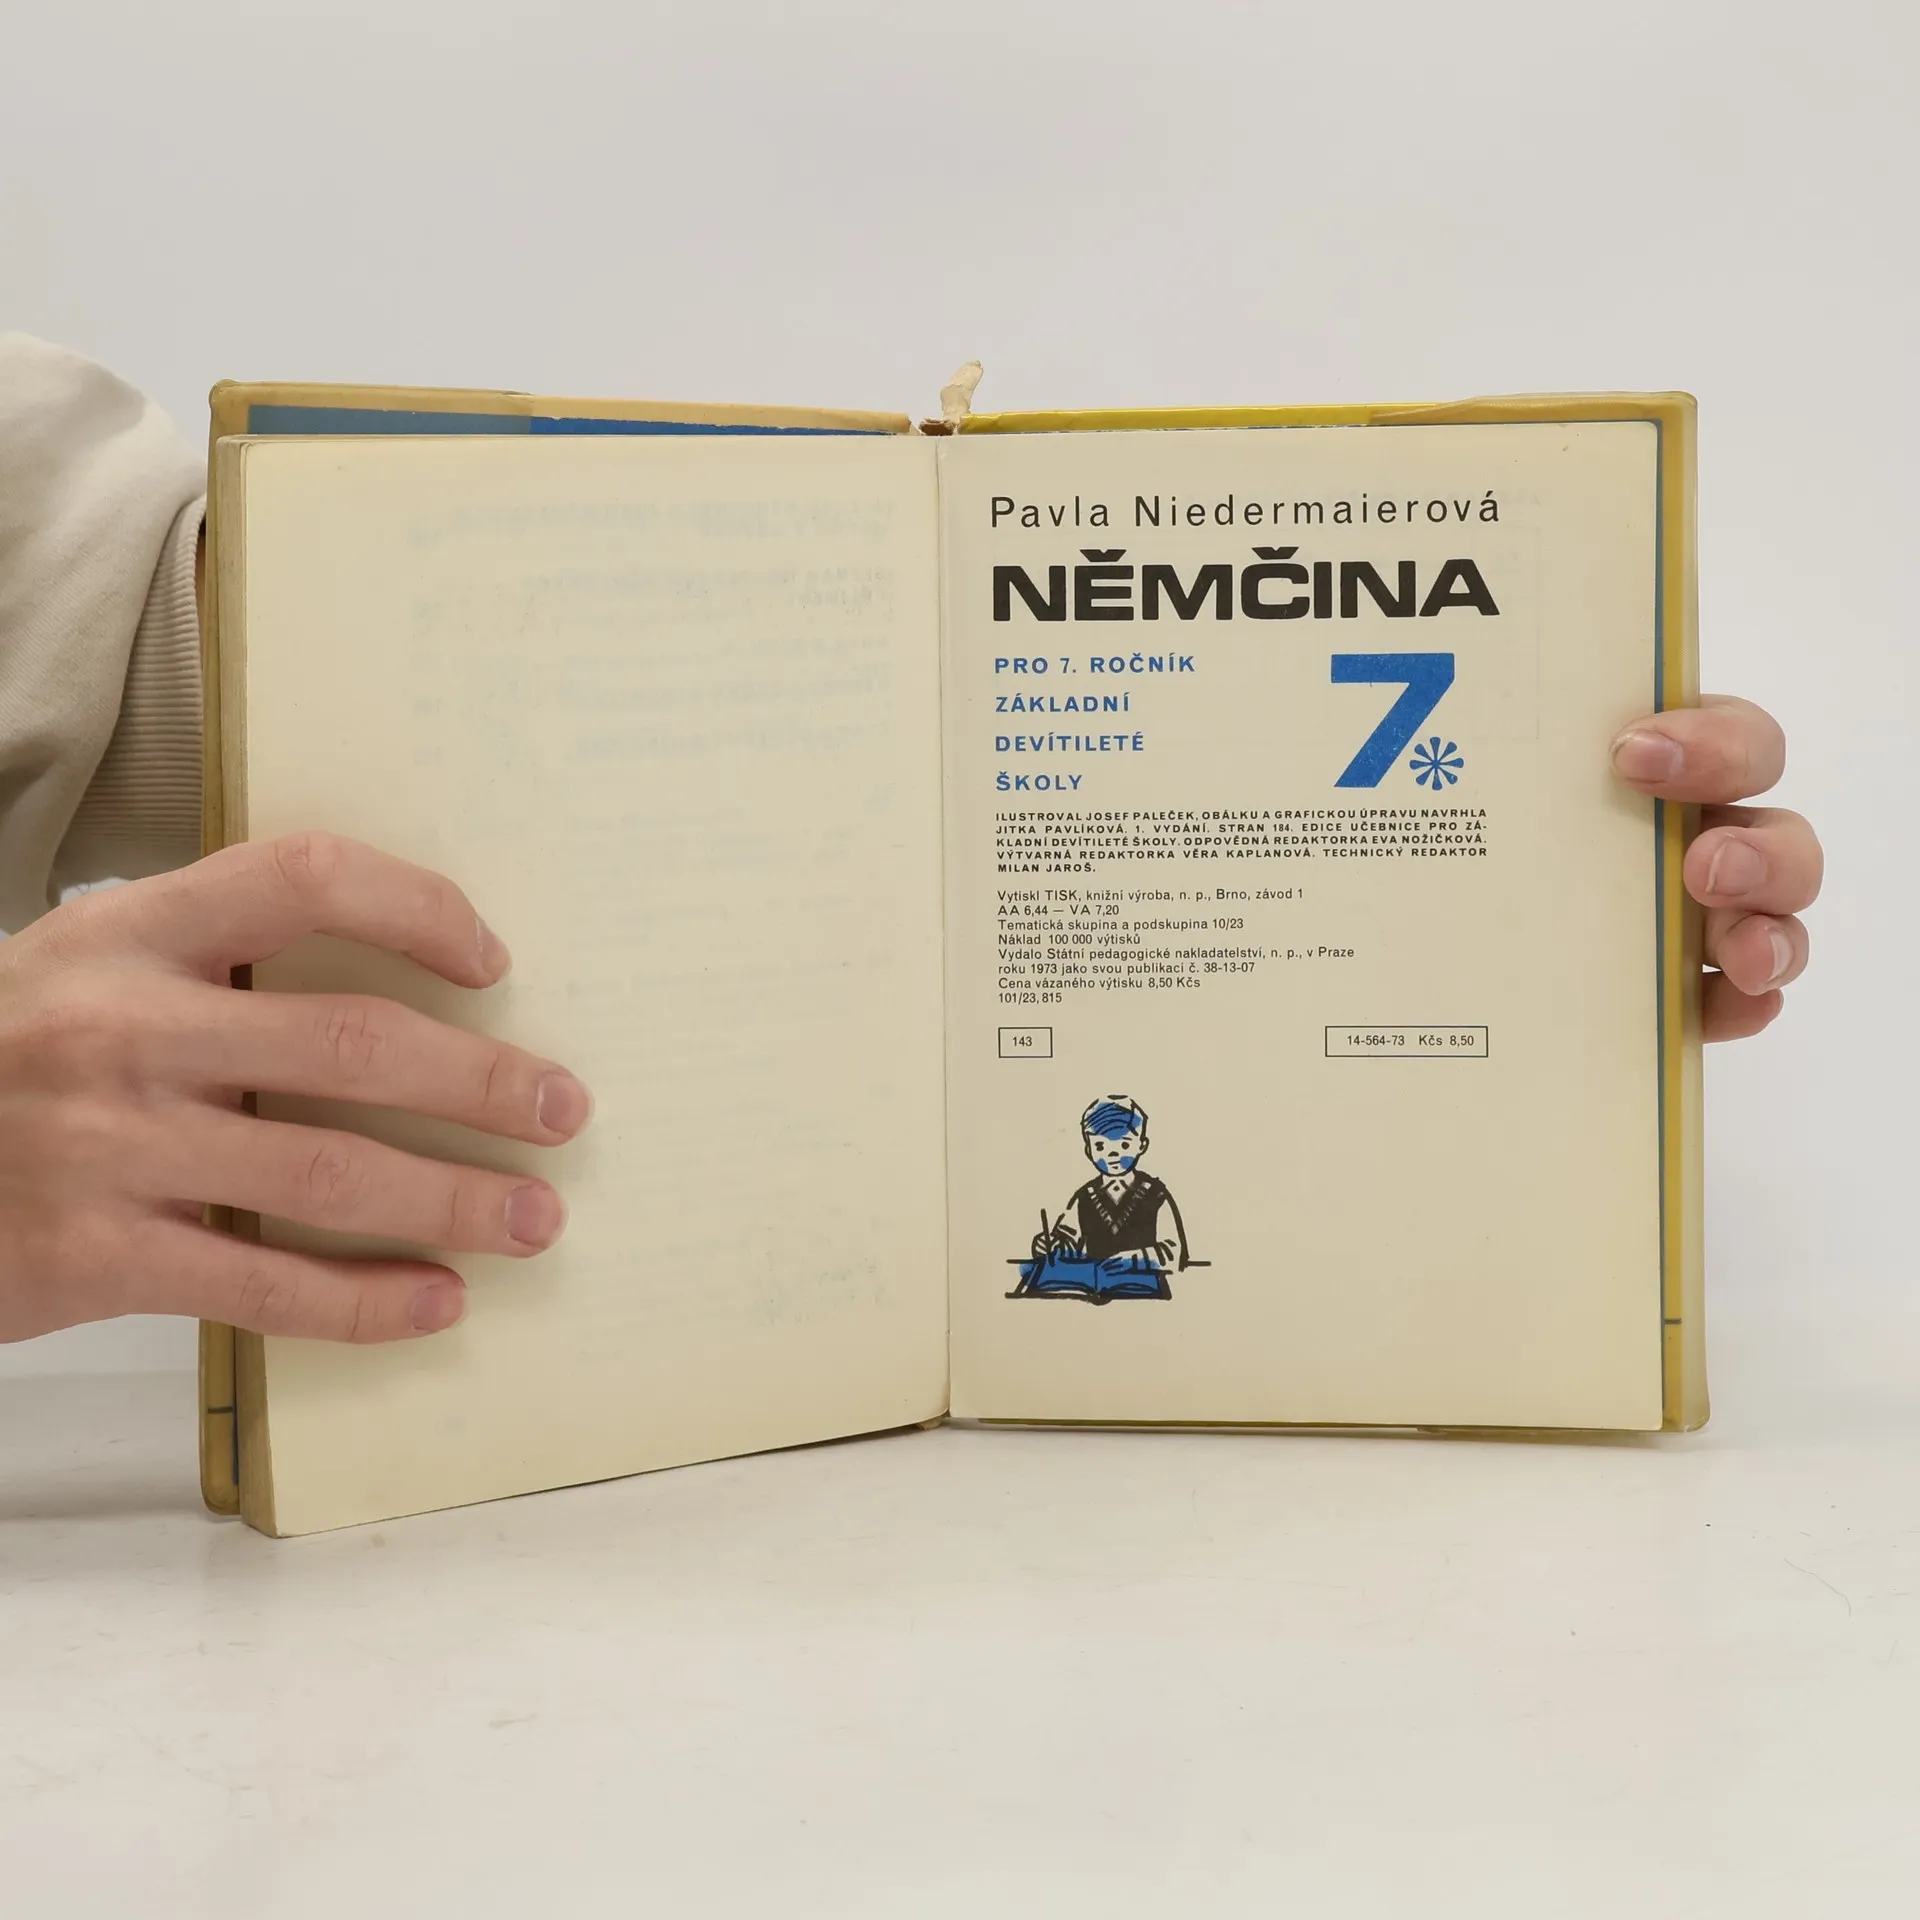 Pavla Niedermaierová
NĚMČINA
PRO 7. ROČNÍK
ZÁKLADNÍ
DEVÍTILETÉ
ŠKOLY
7
ILUSTROVAL JOSEF PALEČEK, OBÁLKU A GRAFICKOU ÚPRAVU NAVRHLA
JITKA PAVLÍKOVÁ. 1. VYDÁNÍ. STRAN 184. EDICE UČEBNICE PRO ZÁ-
KLADNÍ DEVÍTILETÉ ŠKOLY. ODPOVĚDNÁ REDAKTORKA EVA NOŽIČKOVÁ.
VÝTVARNÁ REDAKTORKA VĚRA KAPLANOVÁ. TECHNICKÝ REDAKTOR
MILAN JAROŠ.
Vytiskl TISK, knižní výroba, n. p., Brno, závod 1
AA 6,44 — VA 7,20
Tematická skupina a podskupina 10/23
Náklad 100 000 výtisků
Vydalo Státní pedagogické nakladatelství, n. p., v Praze
roku 1973 jako svou publikaci č. 38-13-07
Cena vázaného výtisku 8,50 Kčs
101/23, 815
143
14-564-73 Kčs 8,50